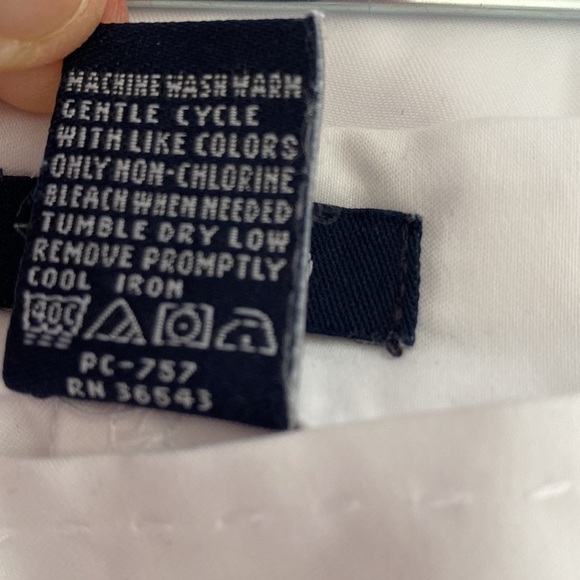 MACHINE WASH WARM
GENTLE CYCLE
WITH LIKE COLORS
ONLY NON-CHLORINE
BLEACH WHEN NEEDED
TUMBLE DRY LOW
REMOVE PROMPTLY
COOL IRON
40C
PC-757
RN 36543